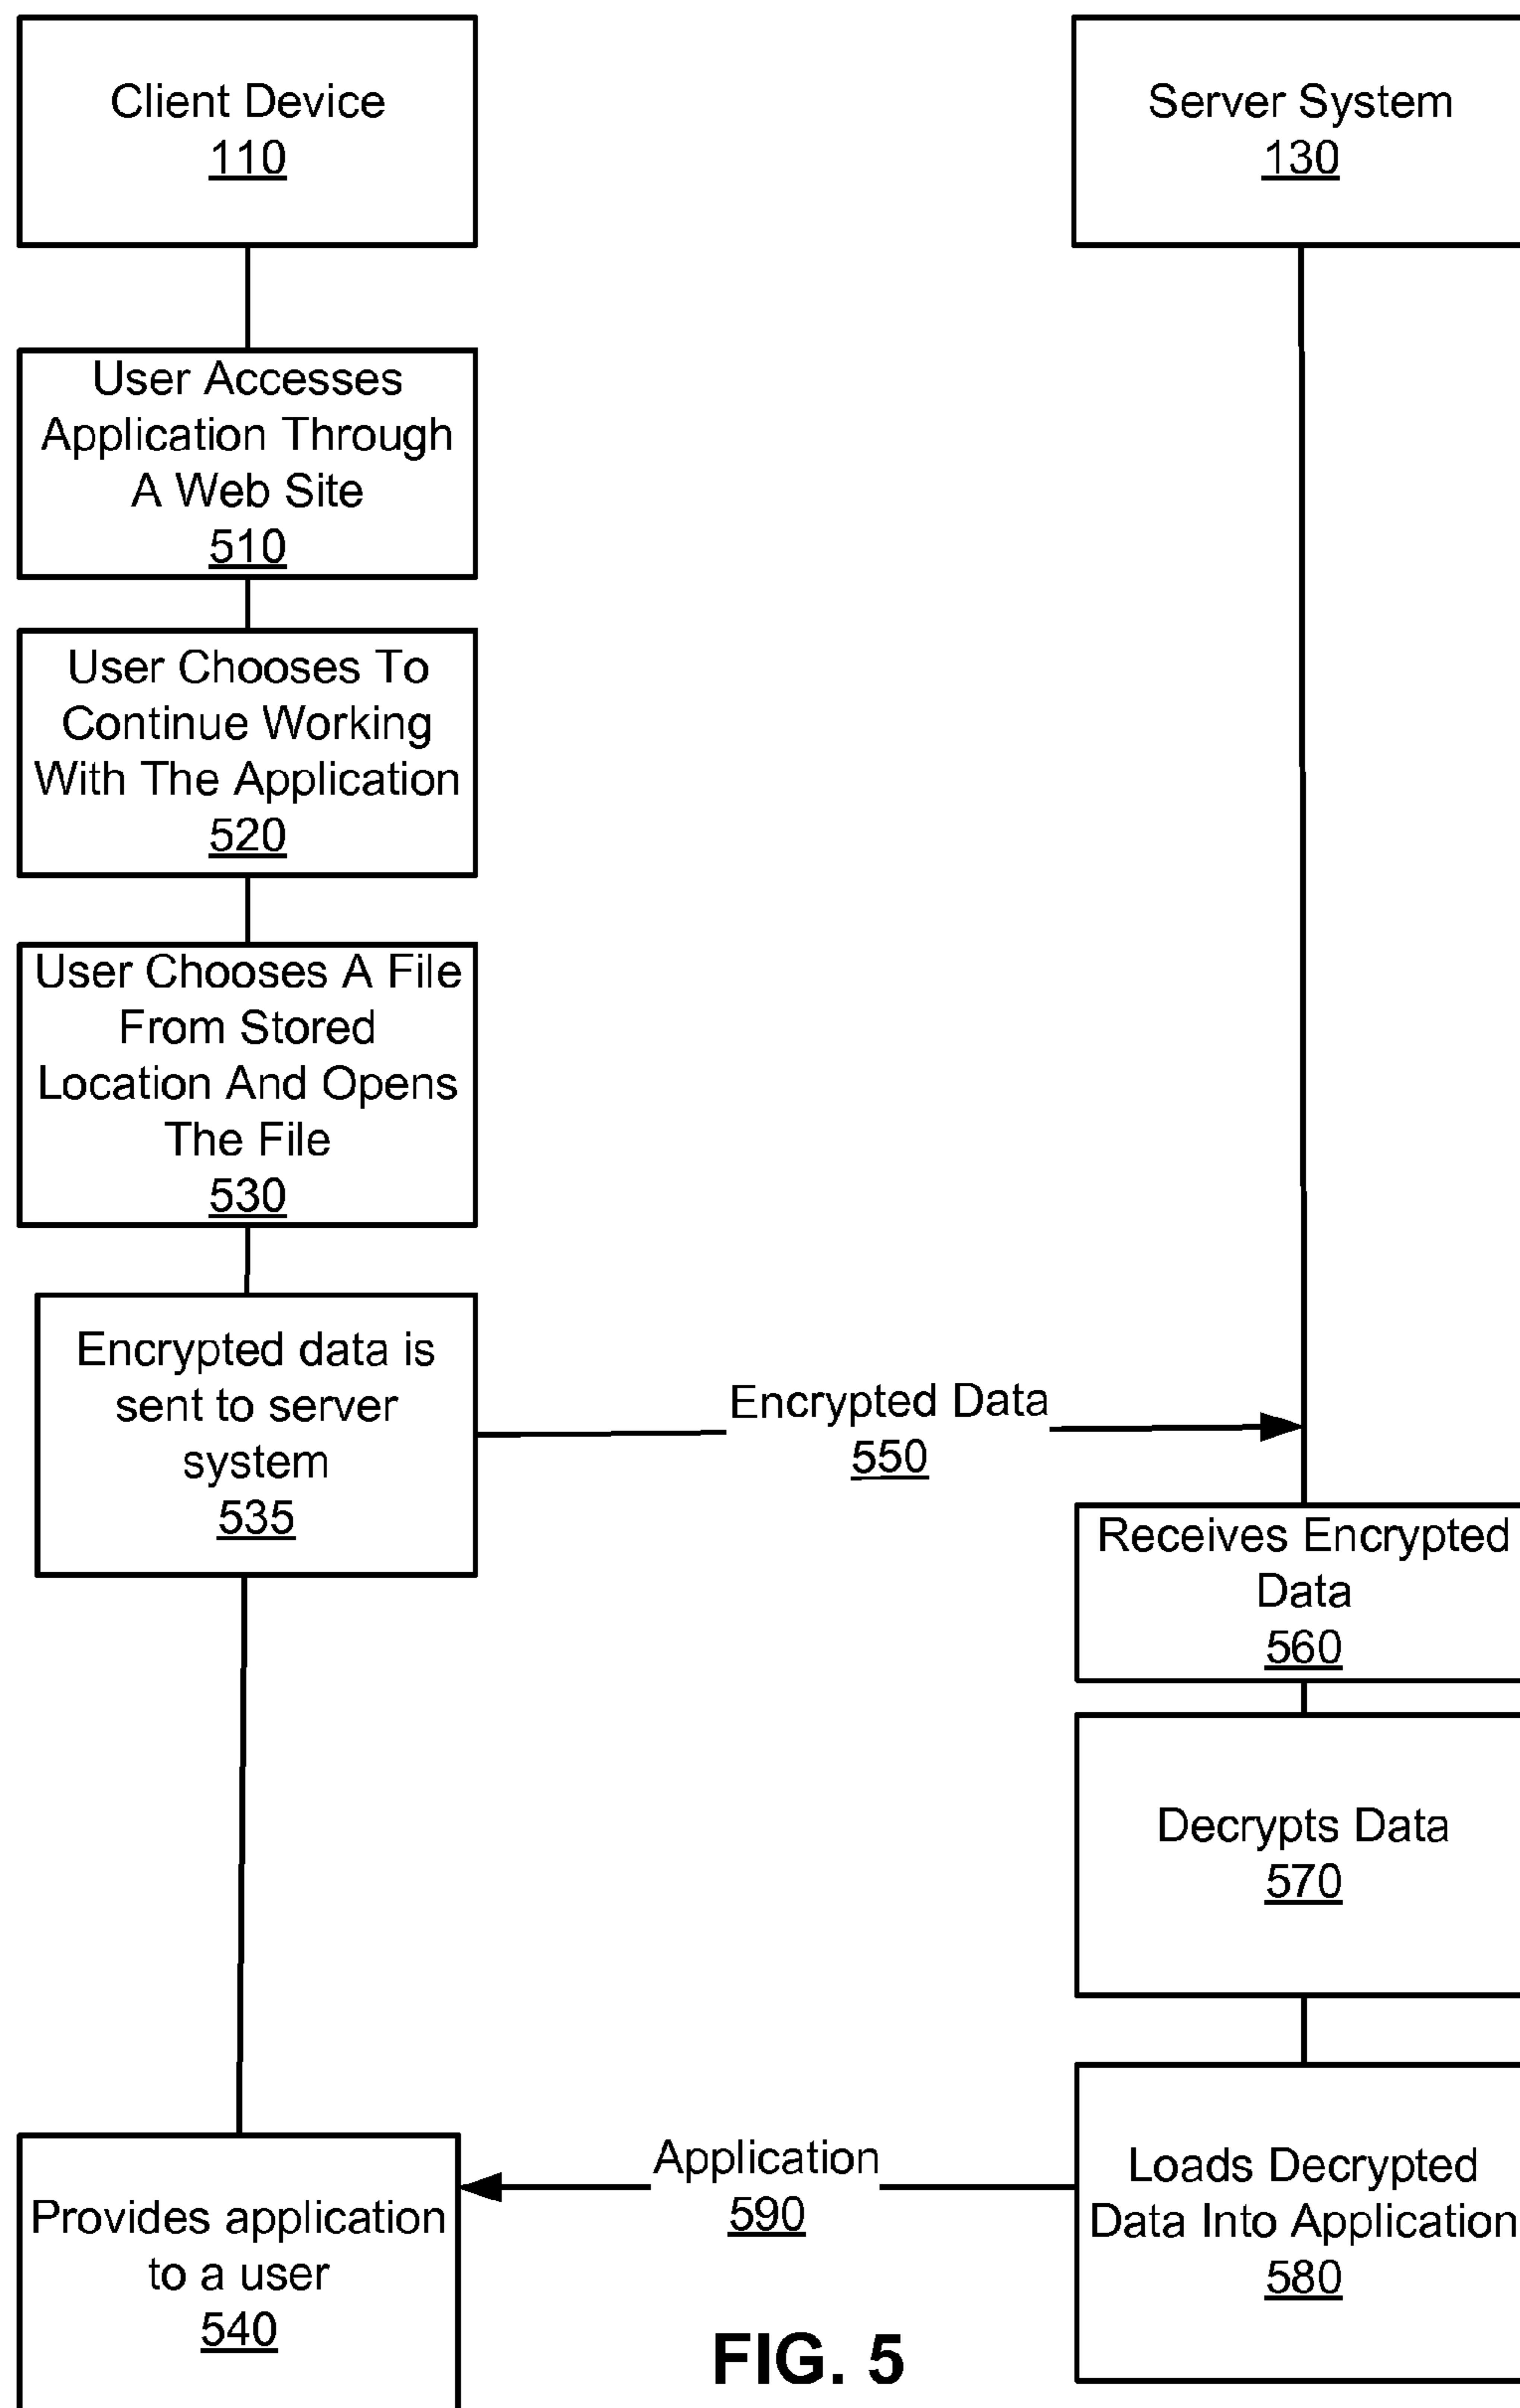 Client Device
110
Server System
130
User Accesses
Application Through
A Web Site
510
User Chooses To
Continue Working
With The Application
520
User Chooses A File
From Stored
Location And Opens
The File
530
Encrypted data is
sent to server
system
535
Encrypted Data
550
Receives Encrypted
Data
560
Decrypts Data
570
Loads Decrypted
Data Into Application
580
Application
590
Provides application
to a user
540
FIG. 5